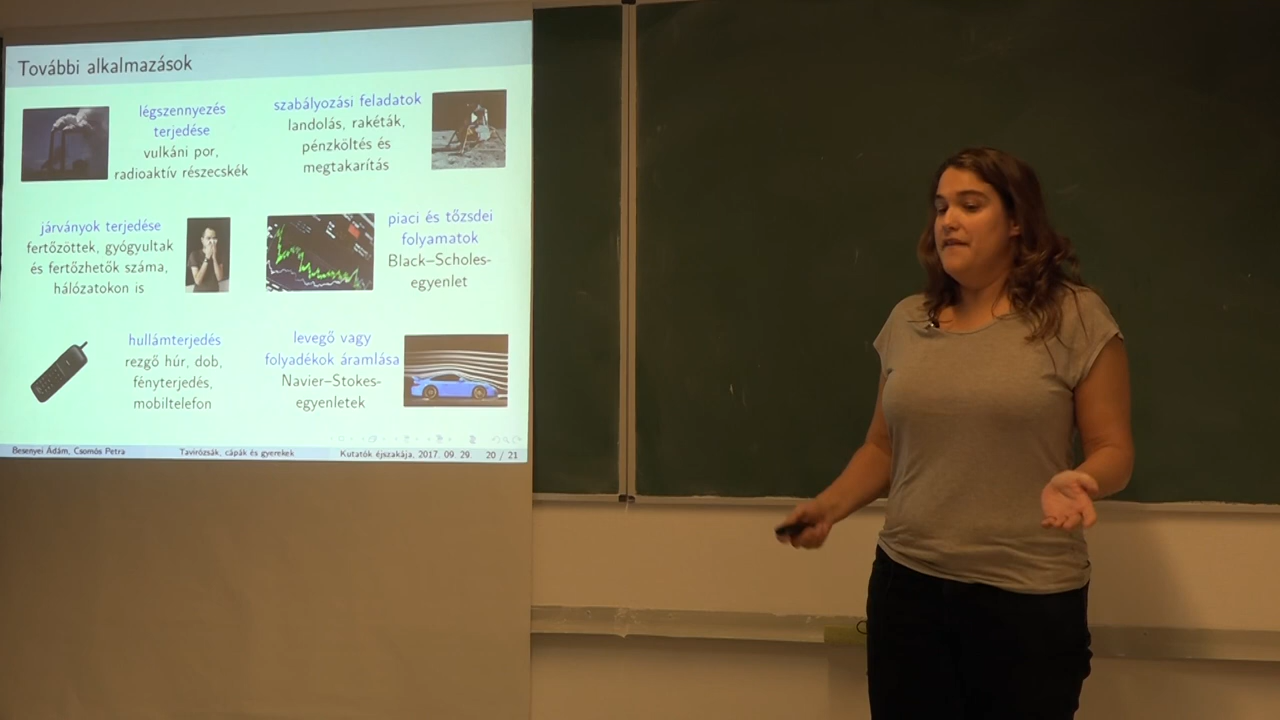 További alkalmazások
légszennyezés
terjedése
vulkáni por,
radioaktív részecskék
szabályozási feladatok
landolás, rakéták,
pénzköltés és
megtakarítás
járványok terjedése
fertőzöttek, gyógyultak
és fertőzhetők száma,
hálózatokon is
piaci és tőzsdei
folyamatok
Black–Scholes-
egyenlet
hullámterjedés
rezgő húr, dob,
fényterjedés,
mobiltelefon
levegő vagy
folyadékok áramlása
Navier–Stokes-
egyenletek
Besenyei Ádám, Csomós Petra
Tavirózsák, cápák és gyerekek
Kutatók éjszakája, 2017. 09. 29.
20 / 21